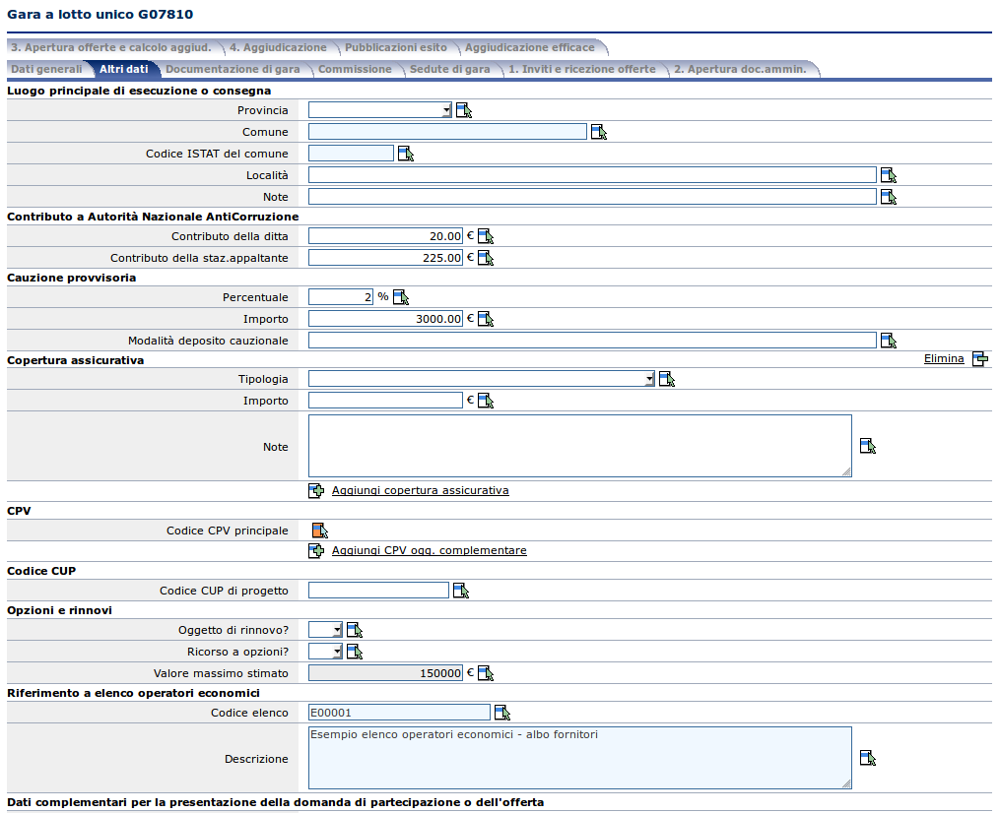 Gara a lotto unico G07810
3. Apertura offerte e calcolo aggiud. 4. Aggiudicazione Pubblicazioni esito Aggiudicazione efficace
Dati generali Altri dati Documentazione di gara Commissione Sedute di gara 1. Inviti e ricezione offerte 2. Apertura doc.ammin.
Luogo principale di esecuzione o consegna
Provincia
Comune
Codice ISTAT del comune
Località
Note
Contributo a Autorità Nazionale AntiCorruzione
Contributo della ditta 20.00 €
Contributo della staz.appaltante 225.00 €
Cauzione provvisoria
Percentuale 2 %
Importo 3000.00 €
Modalità deposito cauzionale
Copertura assicurativa Elimina
Tipologia
Importo €
Note
Aggiungi copertura assicurativa
CPV
Codice CPV principale
Aggiungi CPV ogg. complementare
Codice CUP
Codice CUP di progetto
Opzioni e rinnovi
Oggetto di rinnovo?
Ricorso a opzioni?
Valore massimo stimato 150000 €
Riferimento a elenco operatori economici
Codice elenco E00001
Descrizione Esempio elenco operatori economici - albo fornitori
Dati complementari per la presentazione della domanda di partecipazione o dell'offerta